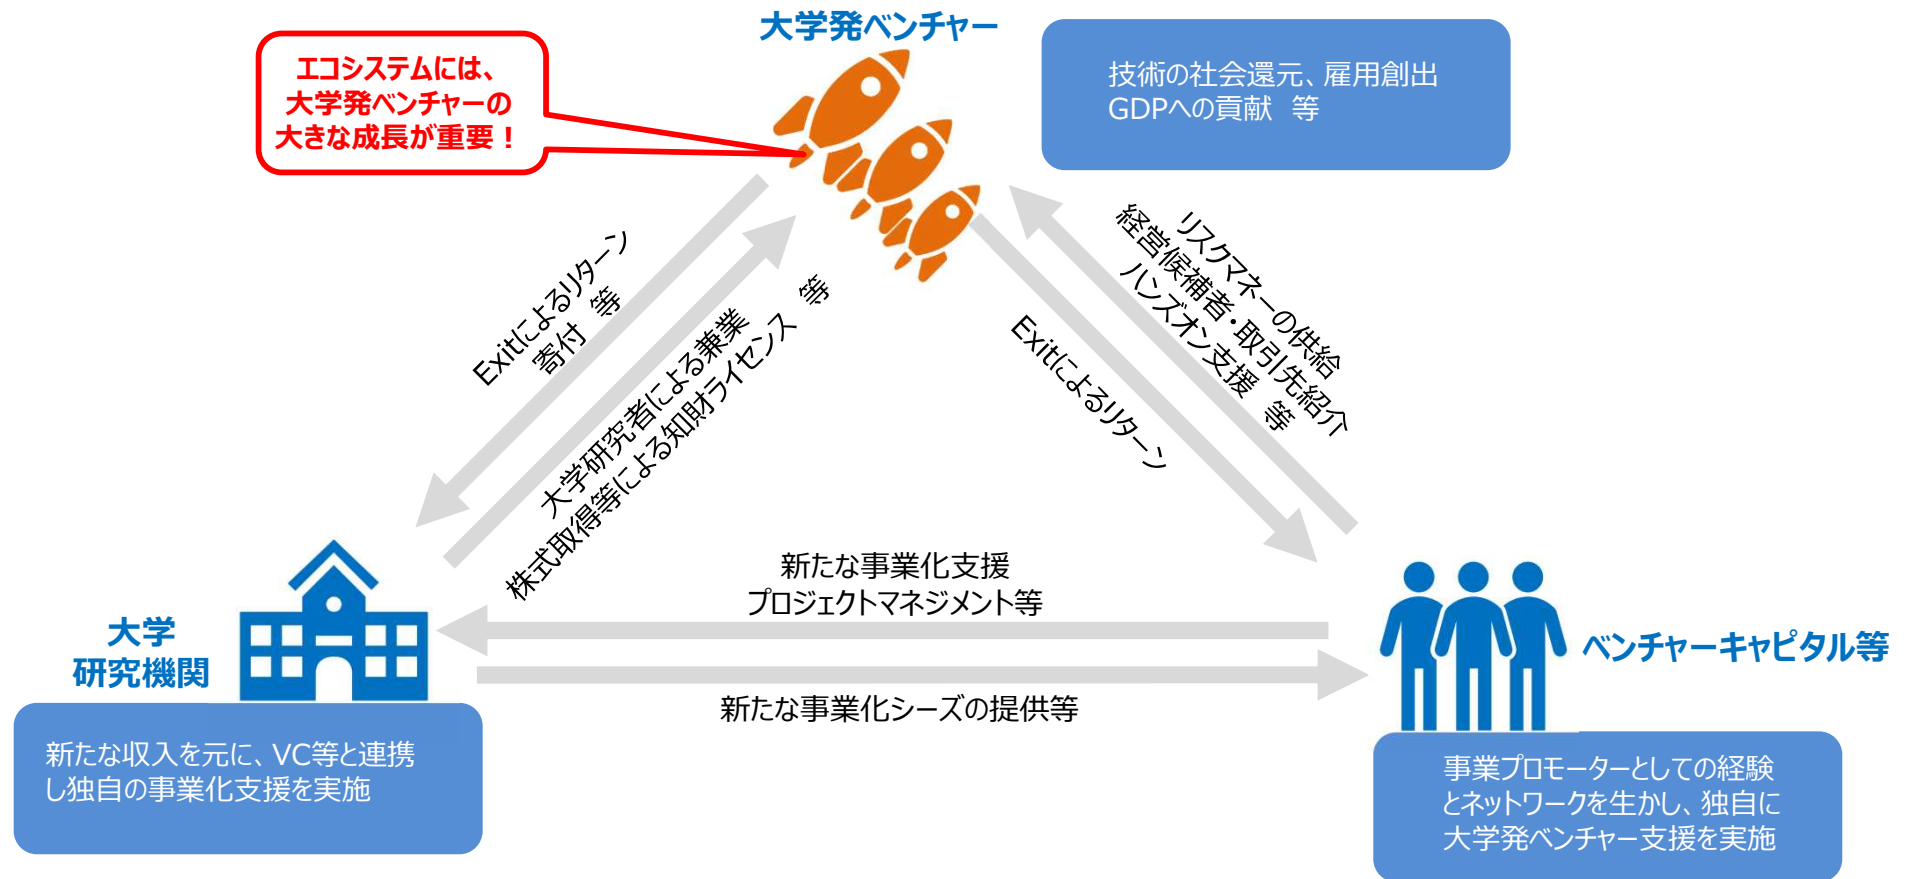 大学発ベンチャー
エコシステムには、
大学発ベンチャーの
大きな成長が重要！
技術の社会還元、雇用創出
GDPへの貢献　等
Exitによるリターン
寄付　等
大学研究者による兼業
株式取得等による知財ライセンス　等
リスクマネーの供給
経営候補者・取引先紹介
ハンズオン支援　等
Exitによるリターン
新たな事業化支援
プロジェクトマネジメント等
新たな事業化シーズの提供等
大学
研究機関
ベンチャーキャピタル等
新たな収入を元に、VC等と連携
し独自の事業化支援を実施
事業プロモーターとしての経験
とネットワークを生かし、独自に
大学発ベンチャー支援を実施